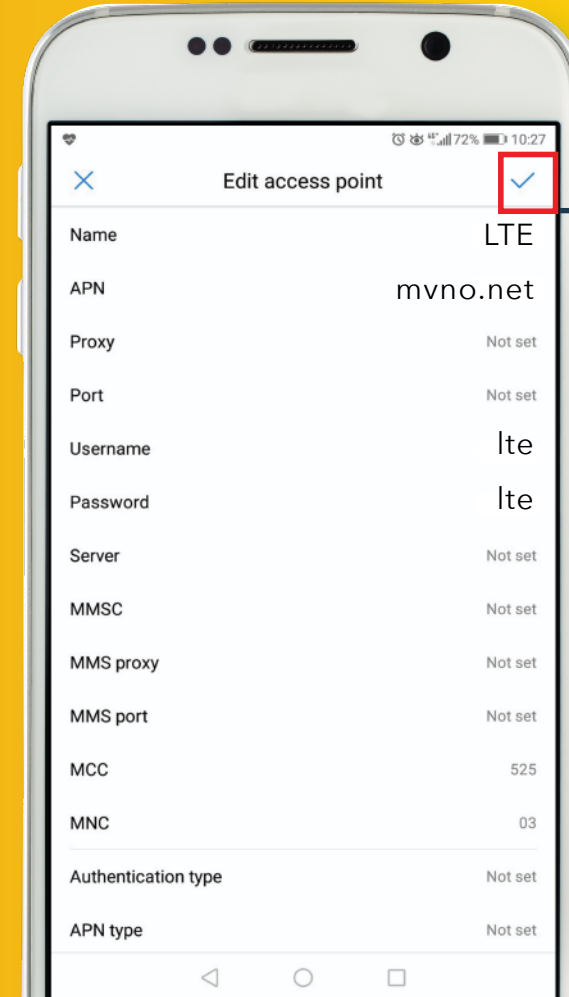 72% 10:27
Edit access point
Name LTE
APN mvno.net
Proxy Not set
Port Not set
Username lte
Password lte
Server Not set
MMSC Not set
MMS proxy Not set
MMS port Not set
MCC 525
MNC 03
Authentication type Not set
APN type Not set